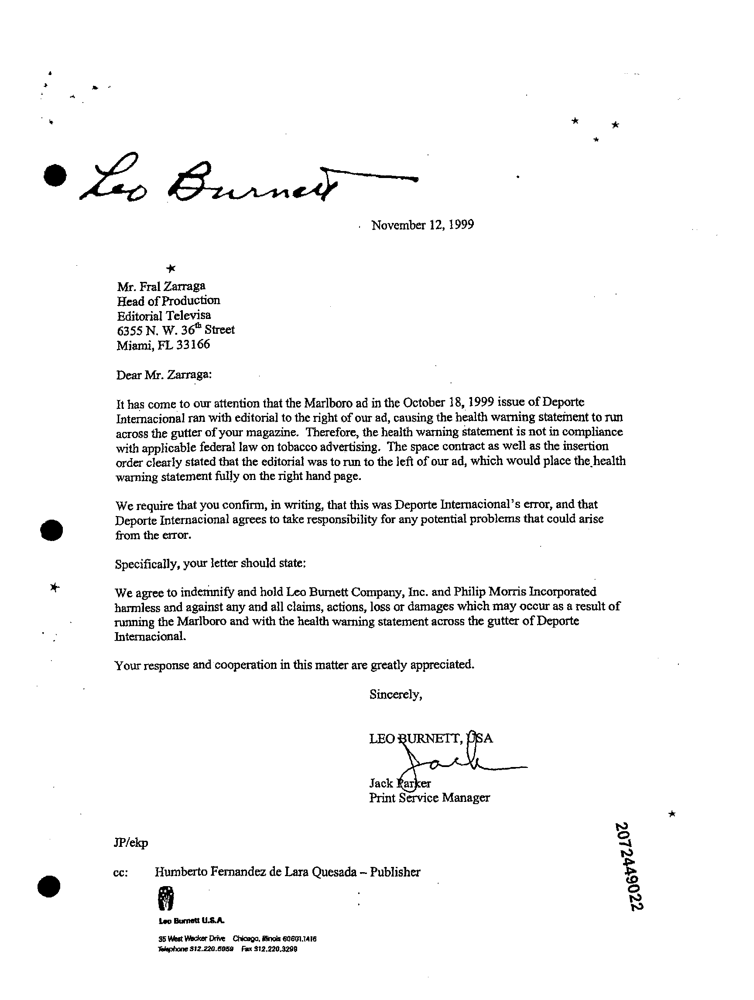 Leo Burnett
November 12, 1999
Mr. Fral Zarraga
Head of Production
Editorial Televisa
6355 N. W. 36th Street
Miami, FL 33166
Dear Mr. Zarraga:
It has come to our attention that the Marlboro ad in the October 18, 1999 issue of Deporte
Internacional ran with editorial to the right of our ad, causing the health warning statement to run
across the gutter of your magazine. Therefore, the health warning statement is not in compliance
with applicable federal law on tobacco advertising. The space contract as well as the insertion
order clearly stated that the editorial was to run to the left of our ad, which would place the health
warning statement fully on the right hand page.
We require that you confirm, in writing, that this was Deporte Internacional's error, and that
Deporte Internacional agrees to take responsibility for any potential problems that could arise
from the error.
Specifically, your letter should state:
We agree to indemnify and hold Leo Burnett Company, Inc. and Philip Morris Incorporated
harmless and against any and all claims, actions, loss or damages which may occur as a result of
running the Marlboro and with the health warning statement across the gutter of Deporte
Internacional.
Your response and cooperation in this matter are greatly appreciated.
Sincerely,
LEO BURNETT, USA
Jack
Jack Parker
Print Service Manager
JP/ekp
cc: Humberto Fernandez de Lara Quesada – Publisher
Leo Burnett U.S.A.
35 West Wacker Drive Chicago, Illinois 60601.1416
Telephone 312.220.5959 Fax 312.220.3299
2072449022